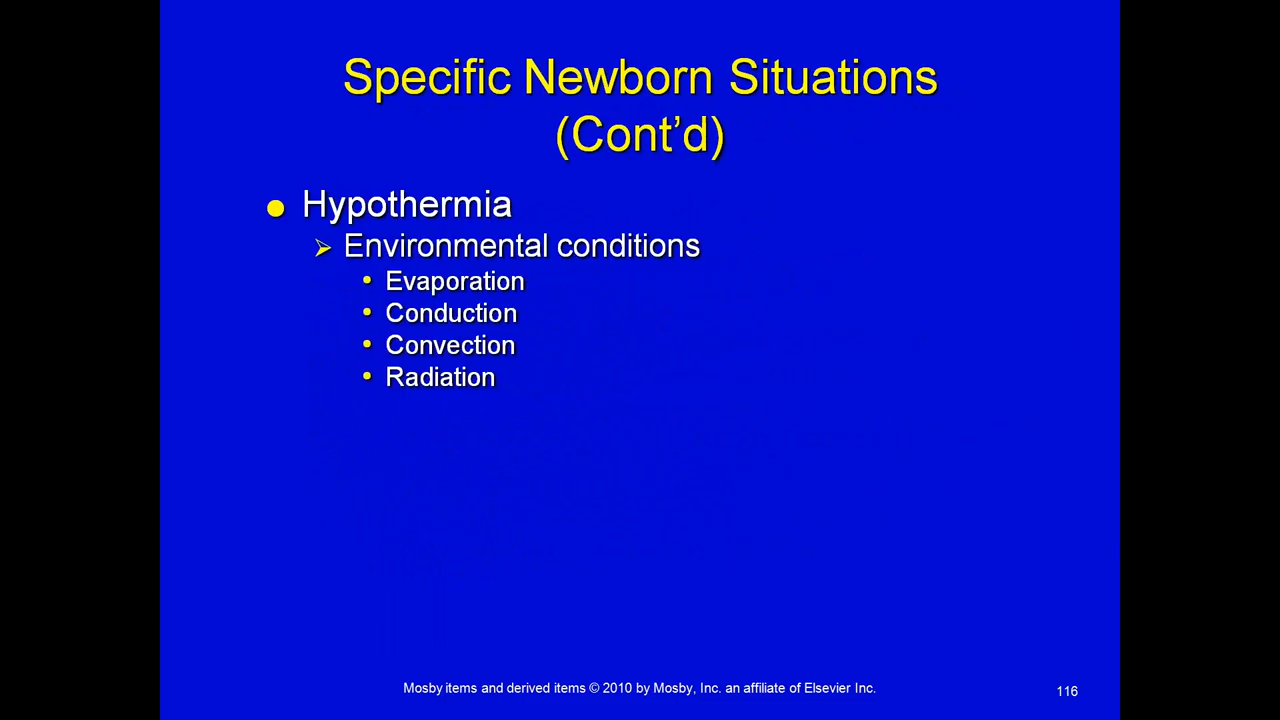 Specific Newborn Situations
(Cont’d)
Hypothermia
Environmental conditions
Evaporation
Conduction
Convection
Radiation
Mosby items and derived items © 2010 by Mosby, Inc. an affiliate of Elsevier Inc.
116